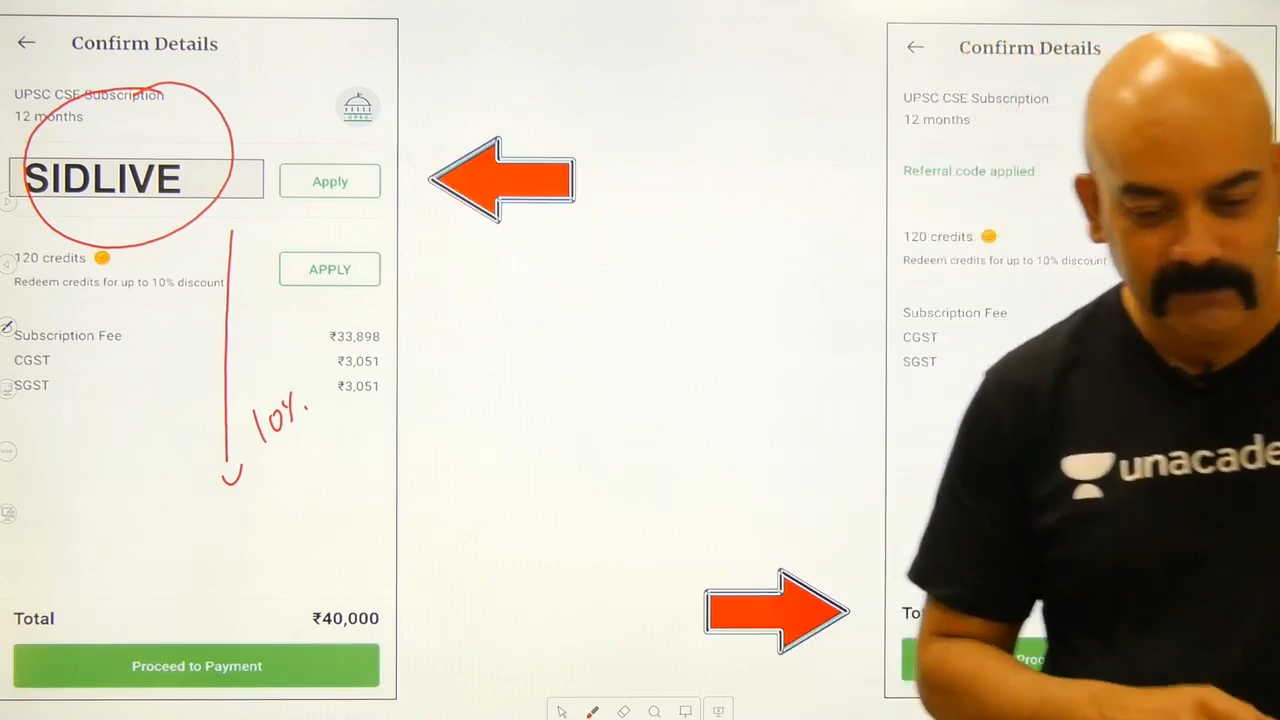 Confirm Details
UPSC CSE Subscription
12 months
UPSC
SIDLIVE
Apply
120 credits
Redeem credits for up to 10% discount
APPLY
Subscription Fee ₹33,898
CGST ₹3,051
SGST ₹3,051
10%
Total ₹40,000
Proceed to Payment
Confirm Details
UPSC CSE Subscription
12 months
Referral code applied
120 credits
Redeem credits for up to 10% discount
Subscription Fee
CGST
SGST
To
Proc
unacade